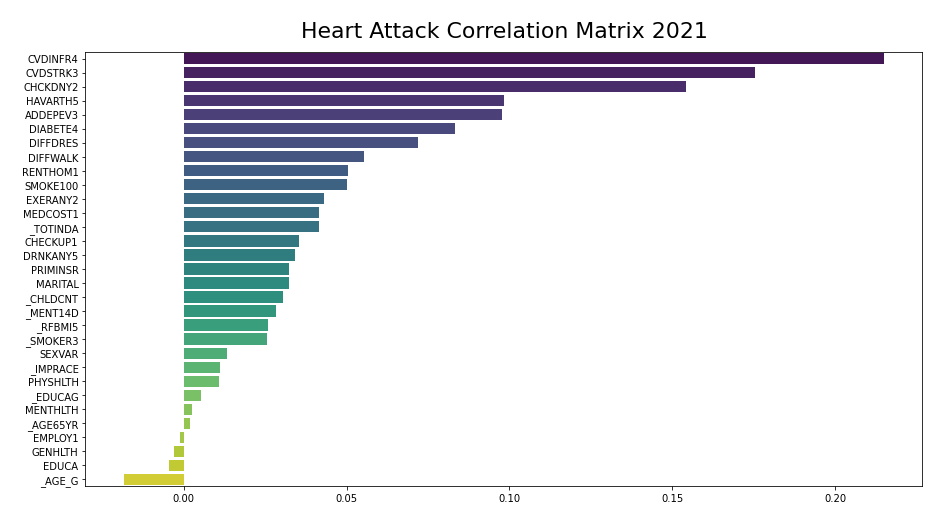 Heart Attack Correlation Matrix 2021
CVDINFR4
CVDSTRK3
CHCKDNY2
HAVARTH5
ADDEPEV3
DIABETE4
DIFFDRES
DIFFWALK
RENTHOM1
SMOKE100
EXERANY2
MEDCOST1
_TOTINDA
CHECKUP1
DRNKANY5
PRIMINSR
MARITAL
_CHLDCNT
_MENT14D
_RFBMI5
_SMOKER3
SEXVAR
_IMPRACE
PHYSHLTH
_EDUCAG
MENTHLTH
_AGE65YR
EMPLOY1
GENHLTH
EDUCA
_AGE_G
0.00 0.05 0.10 0.15 0.20